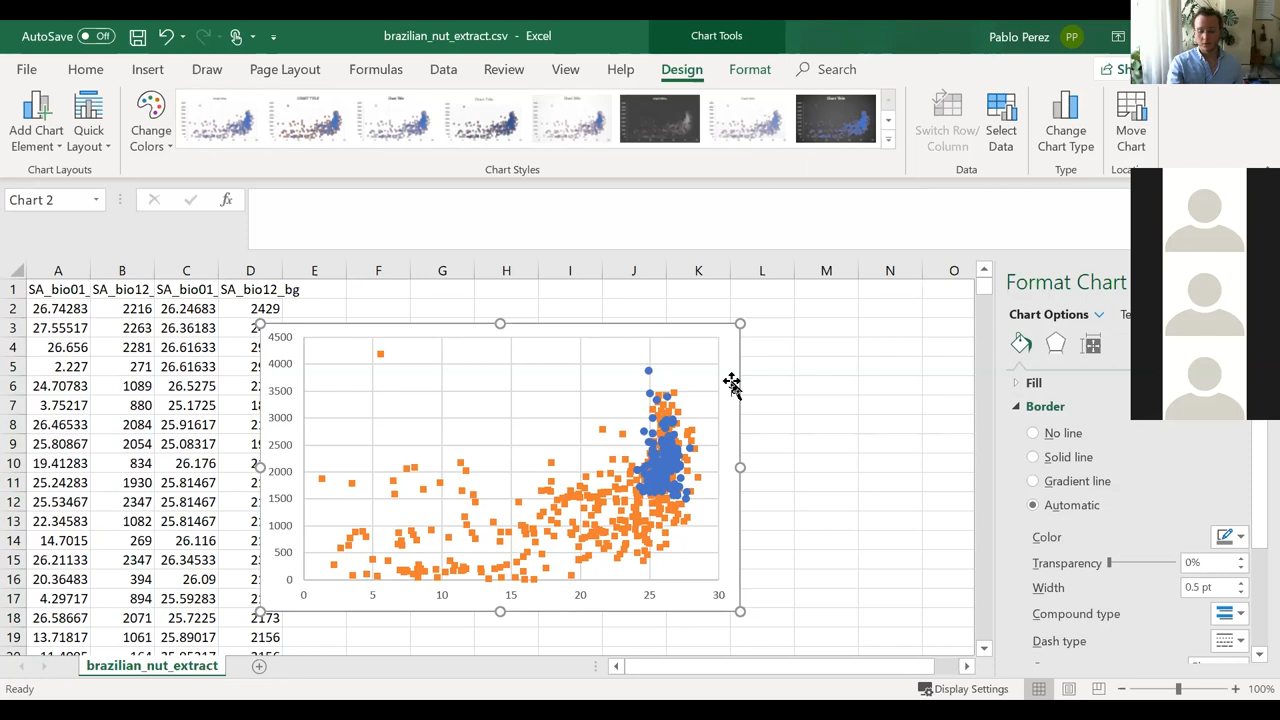 AutoSave Off brazilian_nut_extract.csv - Excel Chart Tools Pablo Perez PP
File Home Insert Draw Page Layout Formulas Data Review View Help Design Format Search Sh
Add Chart Element Quick Layout Change Colors Switch Row/ Column Select Data Change Chart Type Move Chart
Chart Layouts Chart Styles Data Type
Chart 2 fx
A B C D E F G H I J K L M N O
1 SA_bio01_ SA_bio12_ SA_bio01_ SA_bio12_bg
2 26.74283 2216 26.24683 2429
3 27.55517 2263 26.36183
4 26.656 2281 26.61633
5 2.227 271 26.61633
6 24.70783 1089 26.5275
7 3.75217 880 25.1725
8 26.46533 2084 25.91617
9 25.80867 2054 25.08317
10 19.41283 834 26.176
11 25.24283 1930 25.81467
12 25.53467 2347 25.81467
13 22.34583 1082 25.81467
14 14.7015 269 26.116
15 26.21133 2347 26.34533
16 20.36483 394 26.09
17 4.29717 894 25.59283
18 26.58667 2071 25.7225 2173
19 13.71817 1061 25.89017 2156
4500
4000
3500
3000
2500
2000
1500
1000
500
0
0 5 10 15 20 25 30
Format Chart
Chart Options
Fill
Border
No line
Solid line
Gradient line
Automatic
Color
Transparency 0%
Width 0.5 pt
Compound type
Dash type
brazilian_nut_extract
Ready Display Settings 100%